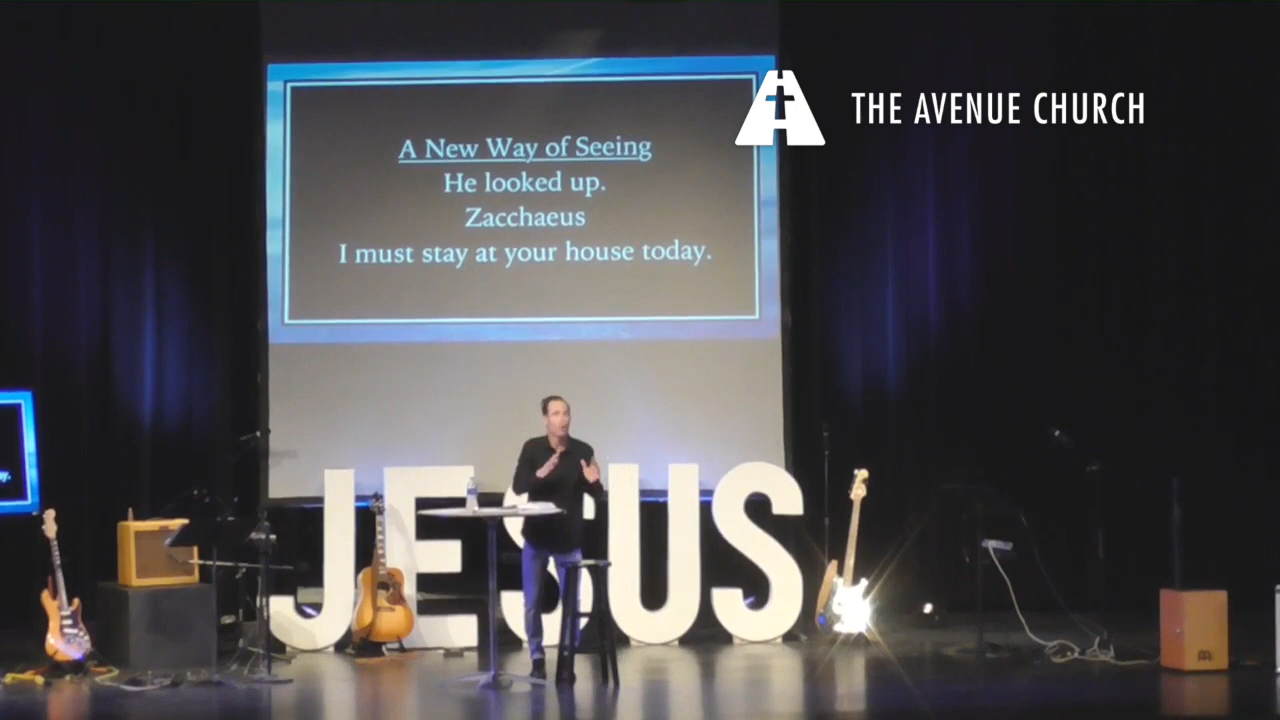 A New Way of Seeing
He looked up.
Zacchaeus
I must stay at your house today.
THE AVENUE CHURCH
JESUS